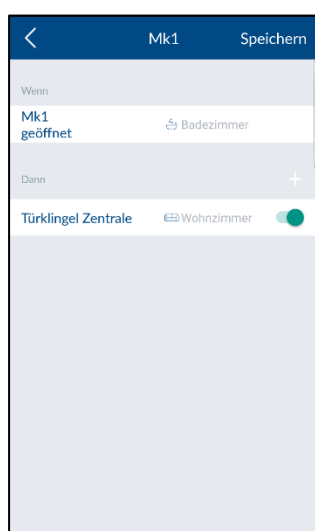 Mk1 Speichern
Wenn
Mk1
geöffnet Badezimmer
Dann
Türklingel Zentrale Wohnzimmer